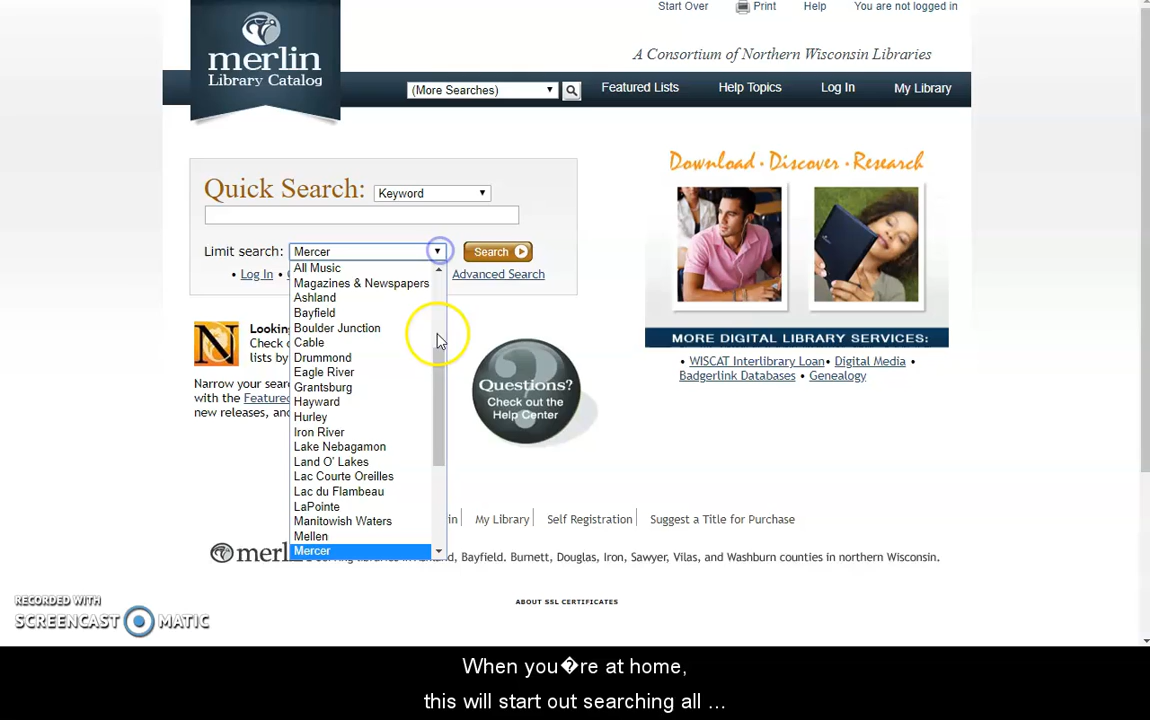 Start Over Print Help You are not logged in
merlin
Library Catalog
A Consortium of Northern Wisconsin Libraries
(More Searches) Featured Lists Help Topics Log In My Library
Download · Discover · Research
Quick Search: Keyword
Limit search: Mercer Search
• Log In • Advanced Search
All Music
Magazines & Newspapers
Ashland
Bayfield
Boulder Junction
Cable
Drummond
Eagle River
Grantsburg
Hayward
Hurley
Iron River
Lake Nebagamon
Land O' Lakes
Lac Courte Oreilles
Lac du Flambeau
LaPointe
Manitowish Waters
Mellen
Mercer
N
Check
lists by
Narrow your
with the Featured
Questions?
Check out the
Help Center
MORE DIGITAL LIBRARY SERVICES:
• WISCAT Interlibrary Loan• Digital Media •
Badgerlink Databases • Genealogy
My Library Self Registration Suggest a Title for Purchase
Bayfield, Burnett, Douglas, Iron, Sawyer, Vilas, and Washburn counties in northern Wisconsin.
ABOUT SSL CERTIFICATES
RECORDED WITH
SCREENCAST MATIC
When you�re at home,
this will start out searching all ...